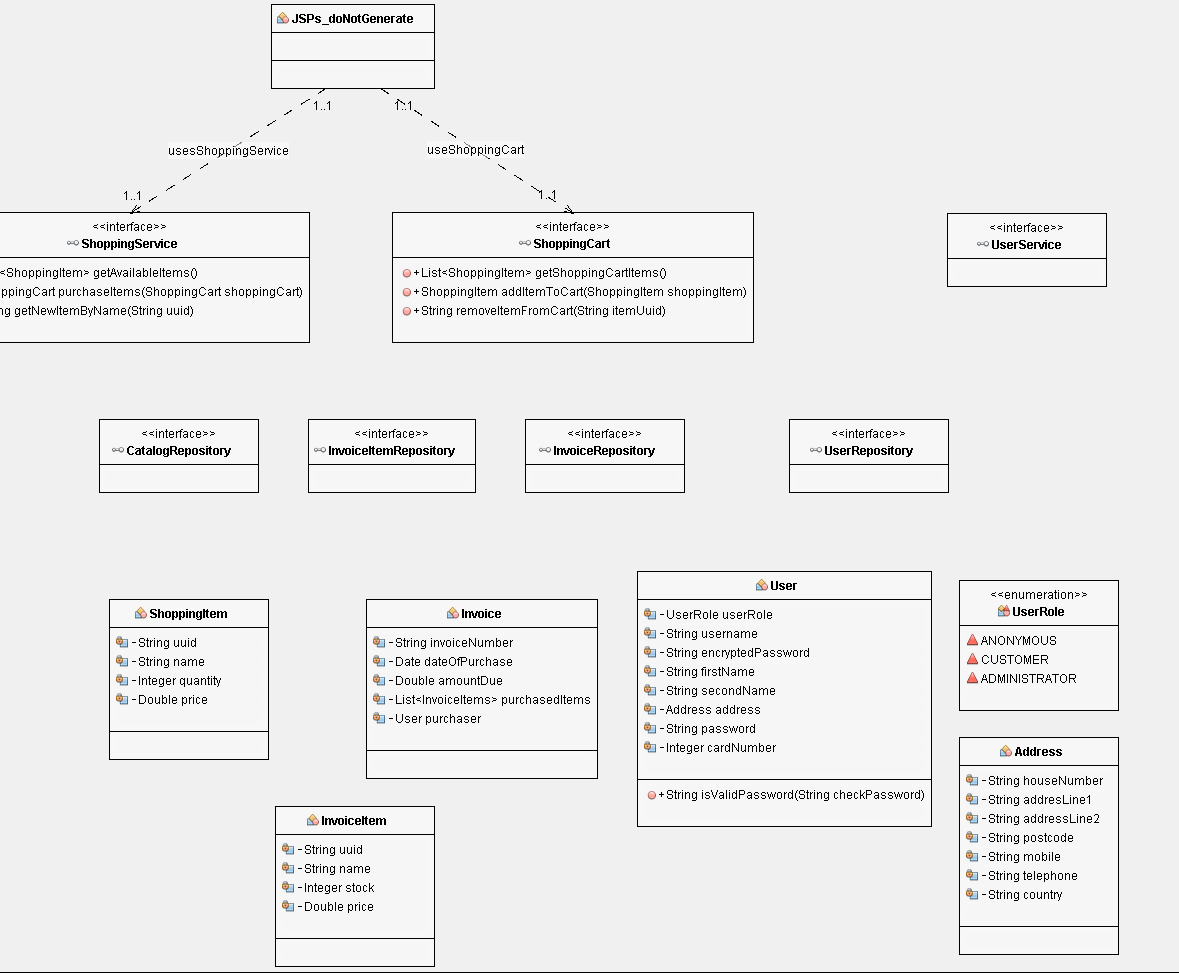 JSPs_doNotGenerate
1..1
1..1
usesShoppingService
useShoppingCart
1..1
1..1
<<interface>>
ShoppingService
<ShoppingItem> getAvailableItems()
ppingCart purchaseItems(ShoppingCart shoppingCart)
ng getNewItemByName(String uuid)
<<interface>>
ShoppingCart
+List<ShoppingItem> getShoppingCartItems()
+ShoppingItem addItemToCart(ShoppingItem shoppingItem)
+String removeItemFromCart(String itemUuid)
<<interface>>
UserService
<<interface>>
CatalogRepository
<<interface>>
InvoiceItemRepository
<<interface>>
InvoiceRepository
<<interface>>
UserRepository
ShoppingItem
-String uuid
-String name
-Integer quantity
-Double price
Invoice
-String invoiceNumber
-Date dateOfPurchase
-Double amountDue
-List<InvoiceItems> purchasedItems
-User purchaser
User
-UserRole userRole
-String username
-String encryptedPassword
-String firstName
-String secondName
-Address address
-String password
-Integer cardNumber
+String isValidPassword(String checkPassword)
<<enumeration>>
UserRole
ANONYMOUS
CUSTOMER
ADMINISTRATOR
Address
-String houseNumber
-String addresLine1
-String addressLine2
-String postcode
-String mobile
-String telephone
-String country
InvoiceItem
-String uuid
-String name
-Integer stock
-Double price